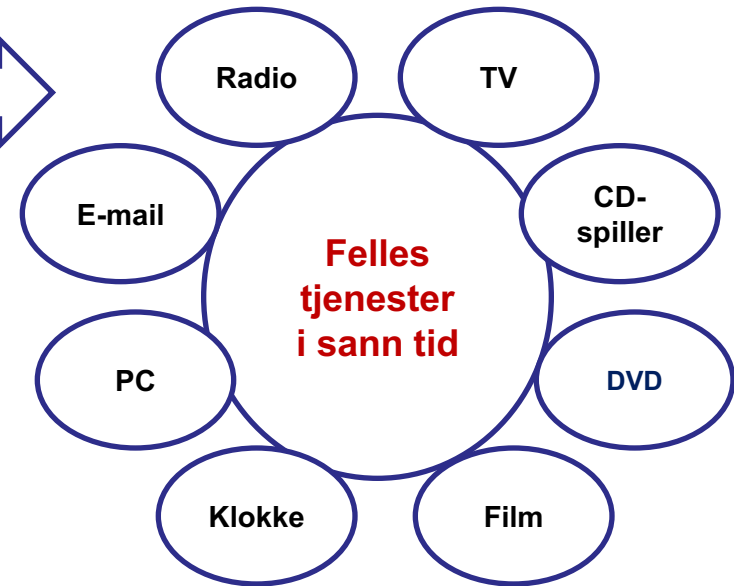 Radio
TV
E-mail
CD-
spiller
Felles
tjenester
i sann tid
PC
DVD
Klokke
Film